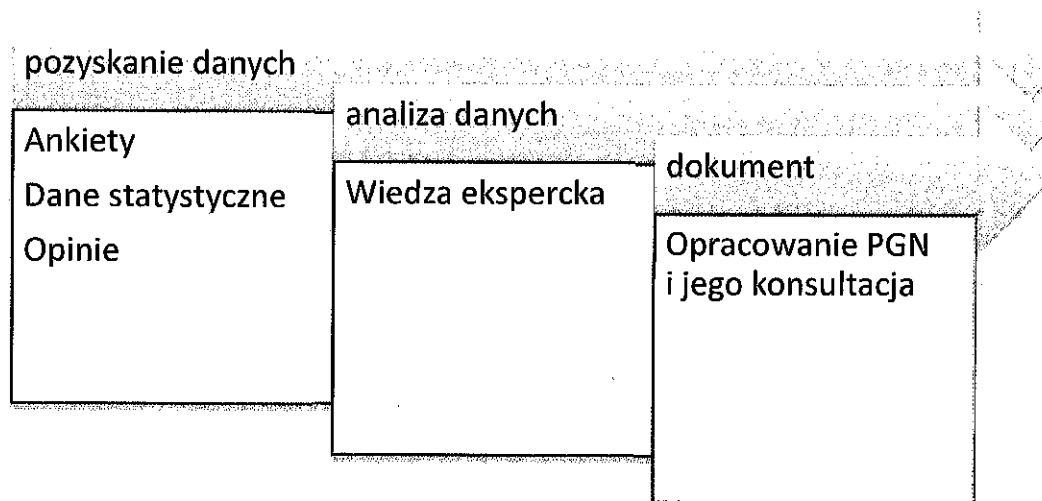 pozyskanie danych
Ankiety
Dane statystyczne
Opinie
analiza danych
Wiedza ekspercka
dokument
Opracowanie PGN
i jego konsultacja